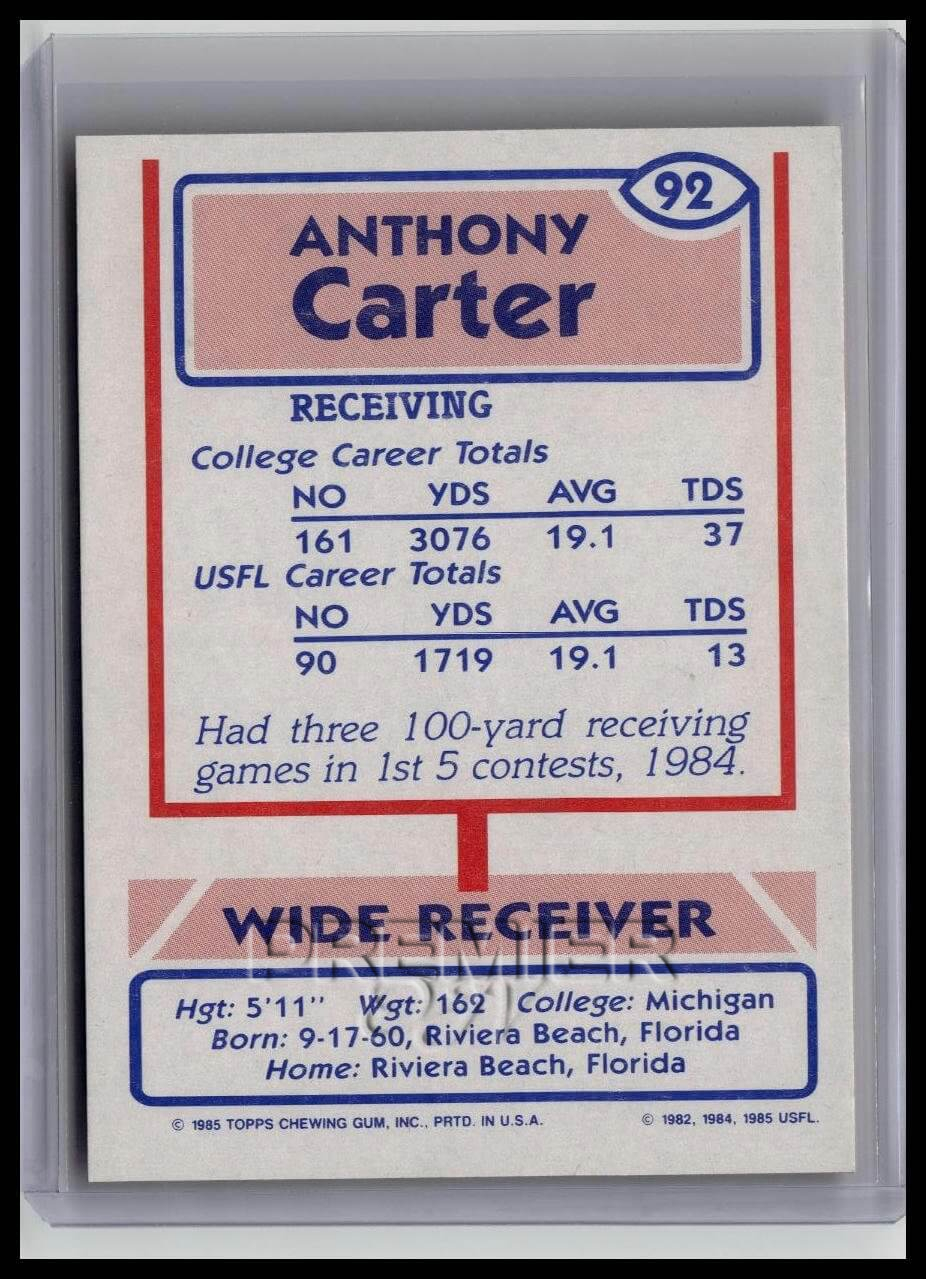 92
ANTHONY
Carter
RECEIVING
College Career Totals
NO YDS AVG TDS
161 3076 19.1 37
USFL Career Totals
NO YDS AVG TDS
90 1719 19.1 13
Had three 100-yard receiving
games in 1st 5 contests, 1984.
WIDE RECEIVER
PREMIER
Hgt: 5'11" Wgt: 162 College: Michigan
Born: 9-17-60, Riviera Beach, Florida
Home: Riviera Beach, Florida
© 1985 TOPPS CHEWING GUM, INC., PRTD. IN U.S.A. © 1982, 1984, 1985 USFL.